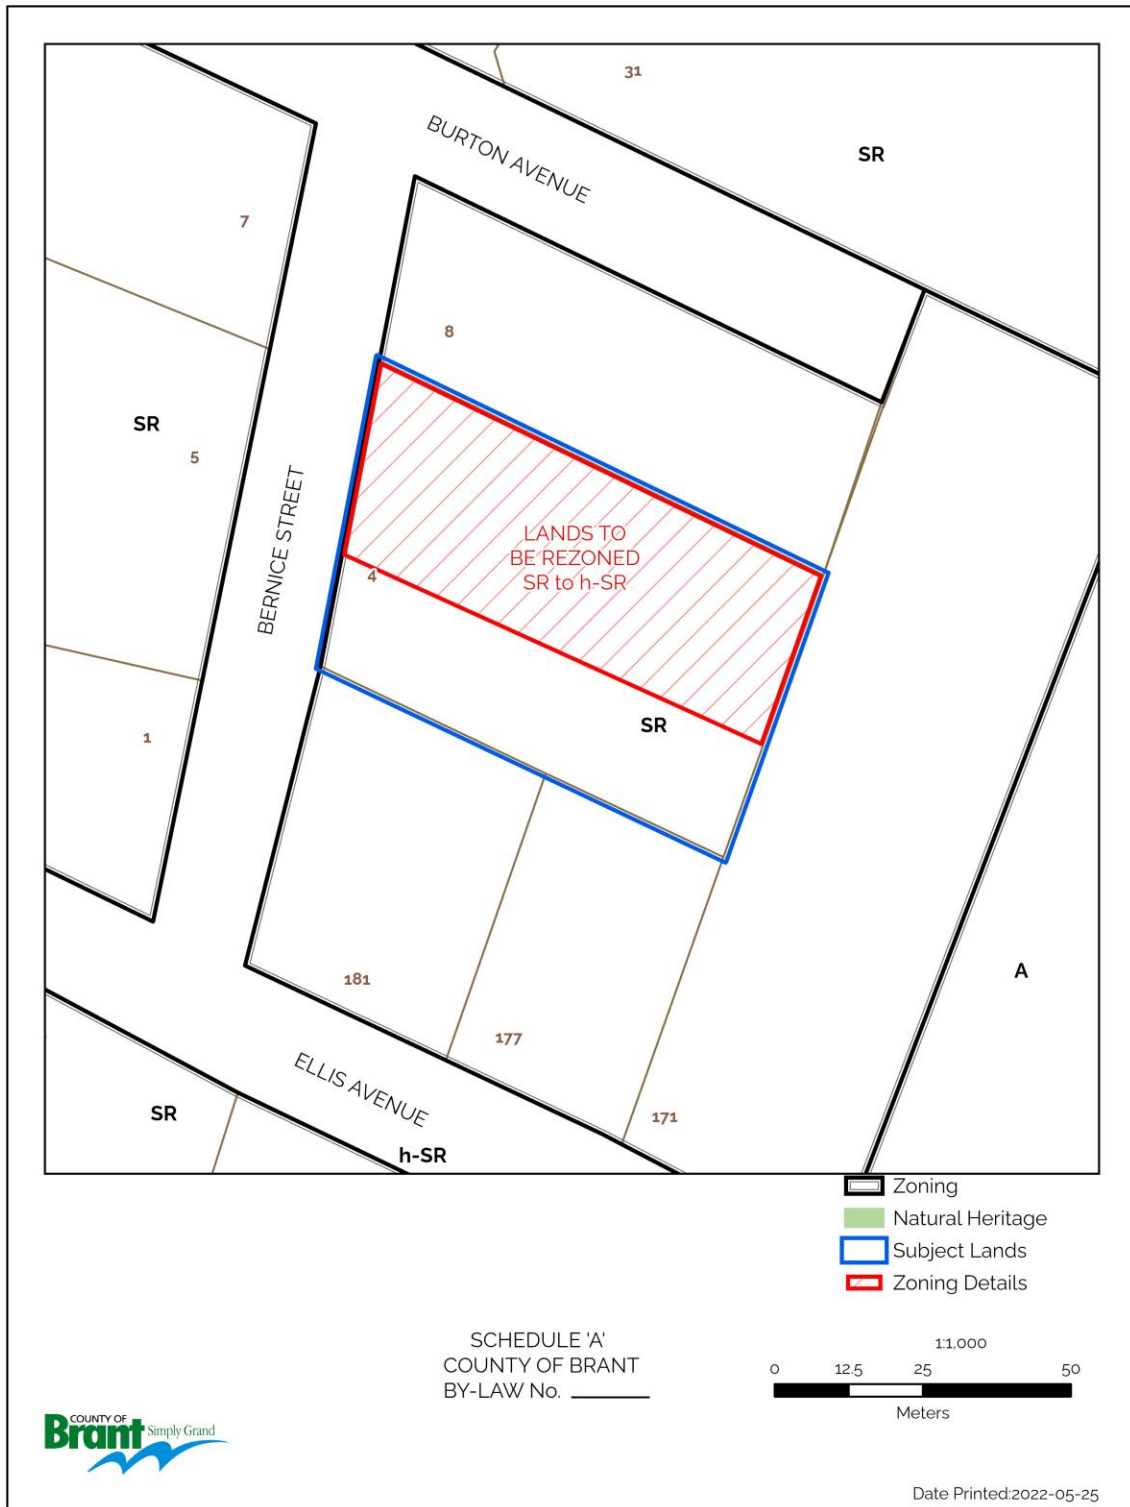 31
SR
BURTON AVENUE
7
8
SR
5
BERNICE STREET
LANDS TO
BE REZONED
SR to h-SR
4
SR
1
A
181
177
ELLIS AVENUE
171
SR
h-SR
Zoning
Natural Heritage
Subject Lands
Zoning Details
SCHEDULE 'A'
COUNTY OF BRANT
BY-LAW No. ________
1:1,000
0 12.5 25 50
Meters
COUNTY OF
Brant Simply Grand
Date Printed:2022-05-25